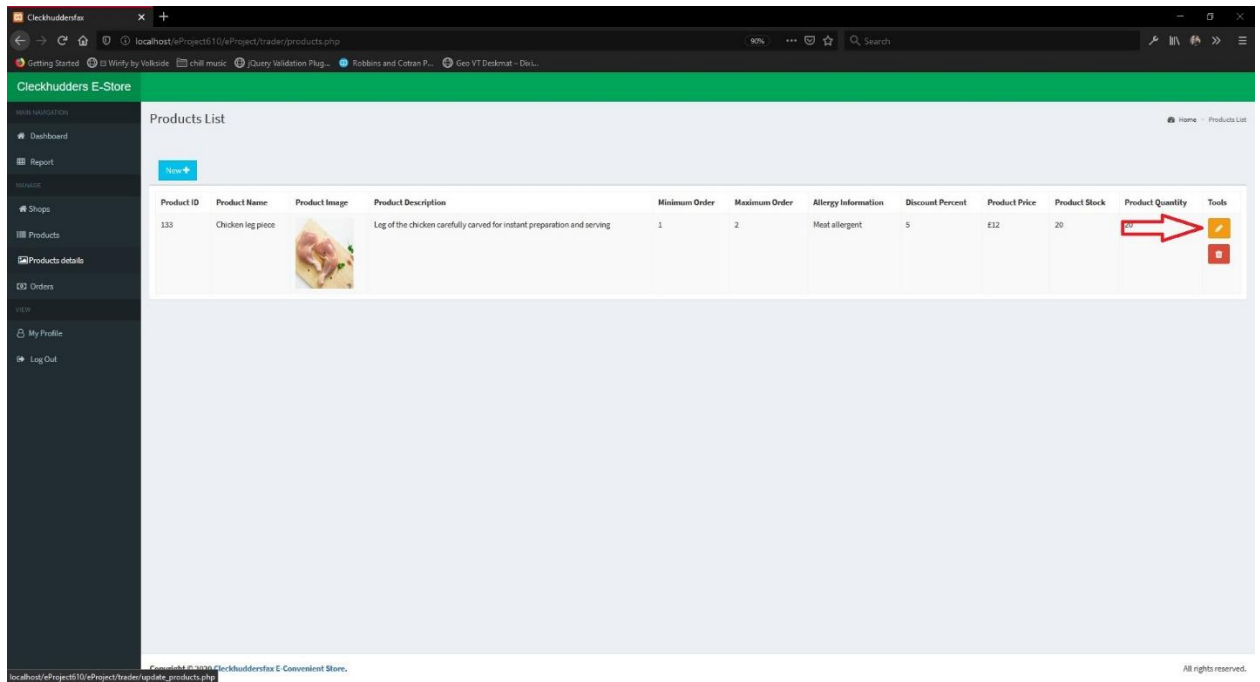 Cleckhuddersfax
localhost/eProject610/eProject/trader/products.php
90%
Search
Getting Started
Winify by Volkside
chill music
jQuery Validation Plug...
Robbins and Cotran P...
Geo VT Deskmat – Dixi...
Cleckhudders E-Store
MAIN NAVIGATION
Dashboard
Report
MANAGE
Shops
Products
Products details
Orders
VIEW
My Profile
Log Out
Products List
Home
Products List
New
Product ID Product Name Product Image Product Description Minimum Order Maximum Order Allergy Information Discount Percent Product Price Product Stock Product Quantity Tools
133 Chicken leg piece Leg of the chicken carefully carved for instant preparation and serving 1 2 Meat allergent 5 £12 20 20
Copyright © 2020 Cleckhuddersfax E-Convenient Store.
All rights reserved.
localhost/eProject610/eProject/trader/update_products.php